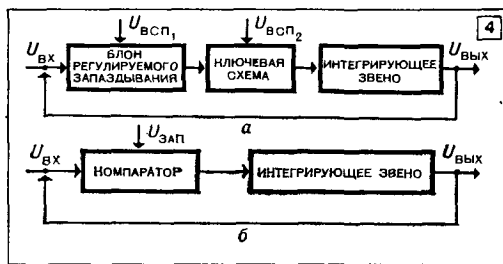 4
U ВСП1
U ВСП2
U ВХ
БЛОК
РЕГУЛИРУЕМОГО
ЗАПАЗДЫВАНИЯ
КЛЮЧЕВАЯ
СХЕМА
ИНТЕГРИРУЮЩЕЕ
ЗВЕНО
U ВЫХ
а
U ЗАП
U ВХ
КОМПАРАТОР
ИНТЕГРИРУЮЩЕЕ ЗВЕНО
U ВЫХ
б